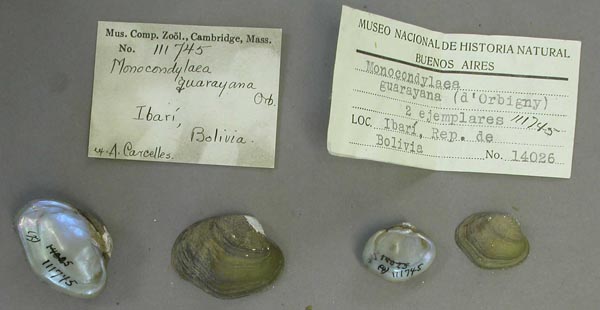 Mus. Comp. Zoöl., Cambridge, Mass.
No. 111745
Monocondylaea
guarayana
Orb.
Ibarí,
Bolivia.
A. Carcelles.
MUSEO NACIONAL DE HISTORIA NATURAL
BUENOS AIRES
Monocondylaea
guarayana (d'Orbigny)
2 ejemplares 111745
LOC. Ibarí, Rep. de
Bolivia No. 14026
111745
111745